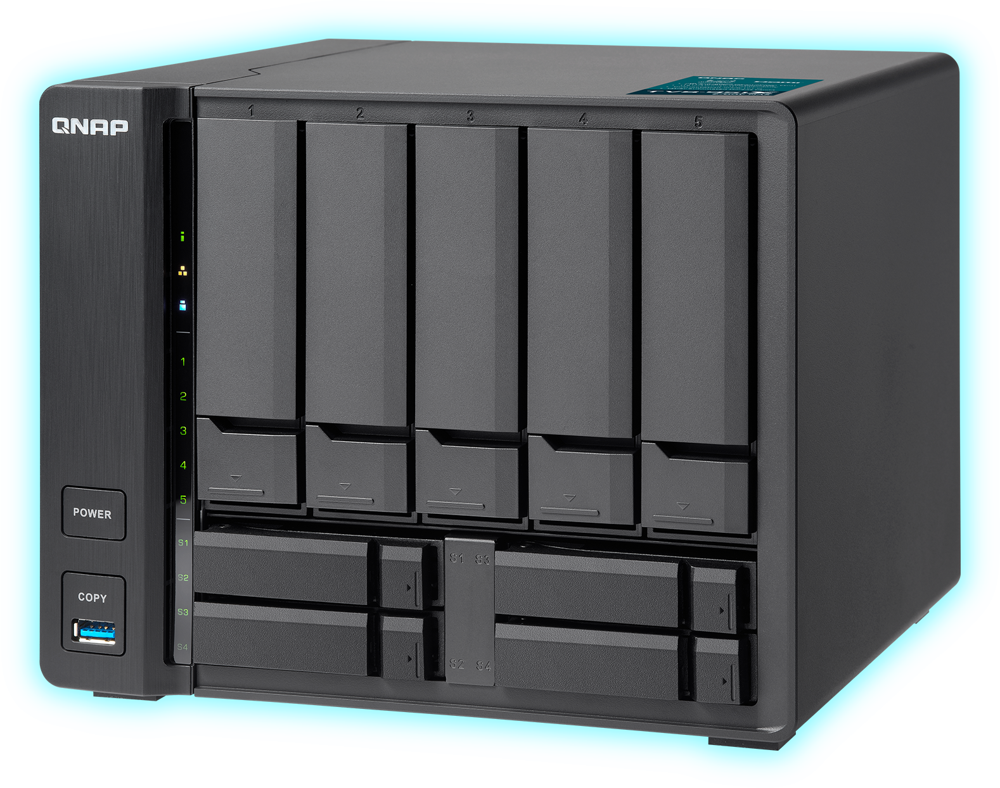 QNAP
1 2 3 4 5
1
2
3
4
5
S1
S2
S3
S4
POWER
COPY
S1 S3
S2 S4